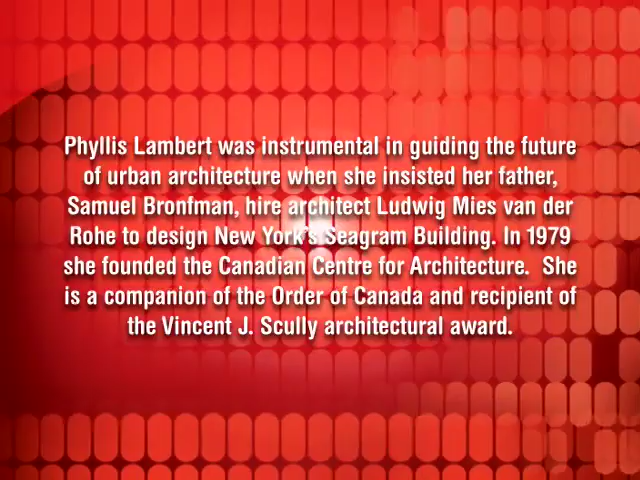 Phyllis Lambert was instrumental in guiding the future
of urban architecture when she insisted her father,
Samuel Bronfman, hire architect Ludwig Mies van der
Rohe to design New York's Seagram Building. In 1979
she founded the Canadian Centre for Architecture.  She
is a companion of the Order of Canada and recipient of
the Vincent J. Scully architectural award.